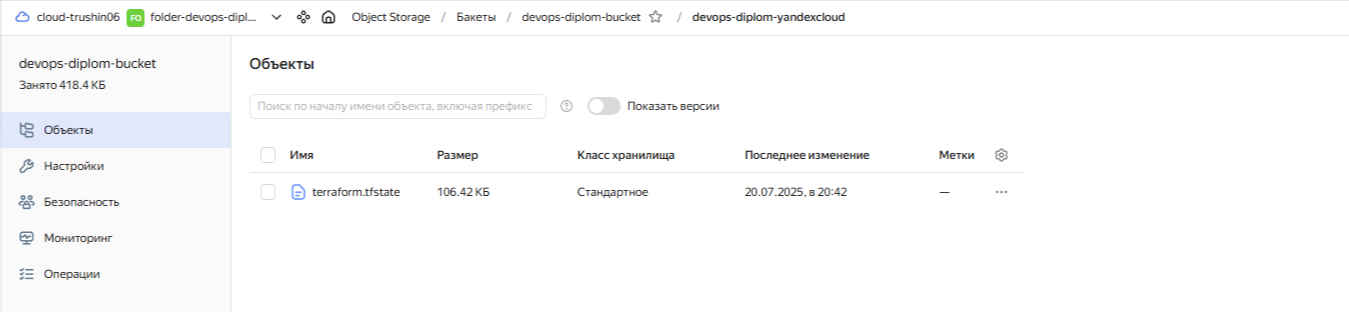 cloud-trushin06 FO folder-devops-dipl... Object Storage / Бакеты / devops-diplom-bucket / devops-diplom-yandexcloud
devops-diplom-bucket
Занято 418.4 КБ
Объекты
Настройки
Безопасность
Мониторинг
Операции
Объекты
Поиск по началу имени объекта, включая префикс Показать версии
Имя Размер Класс хранилища Последнее изменение Метки
terraform.tfstate 106.42 КБ Стандартное 20.07.2025, в 20:42 —